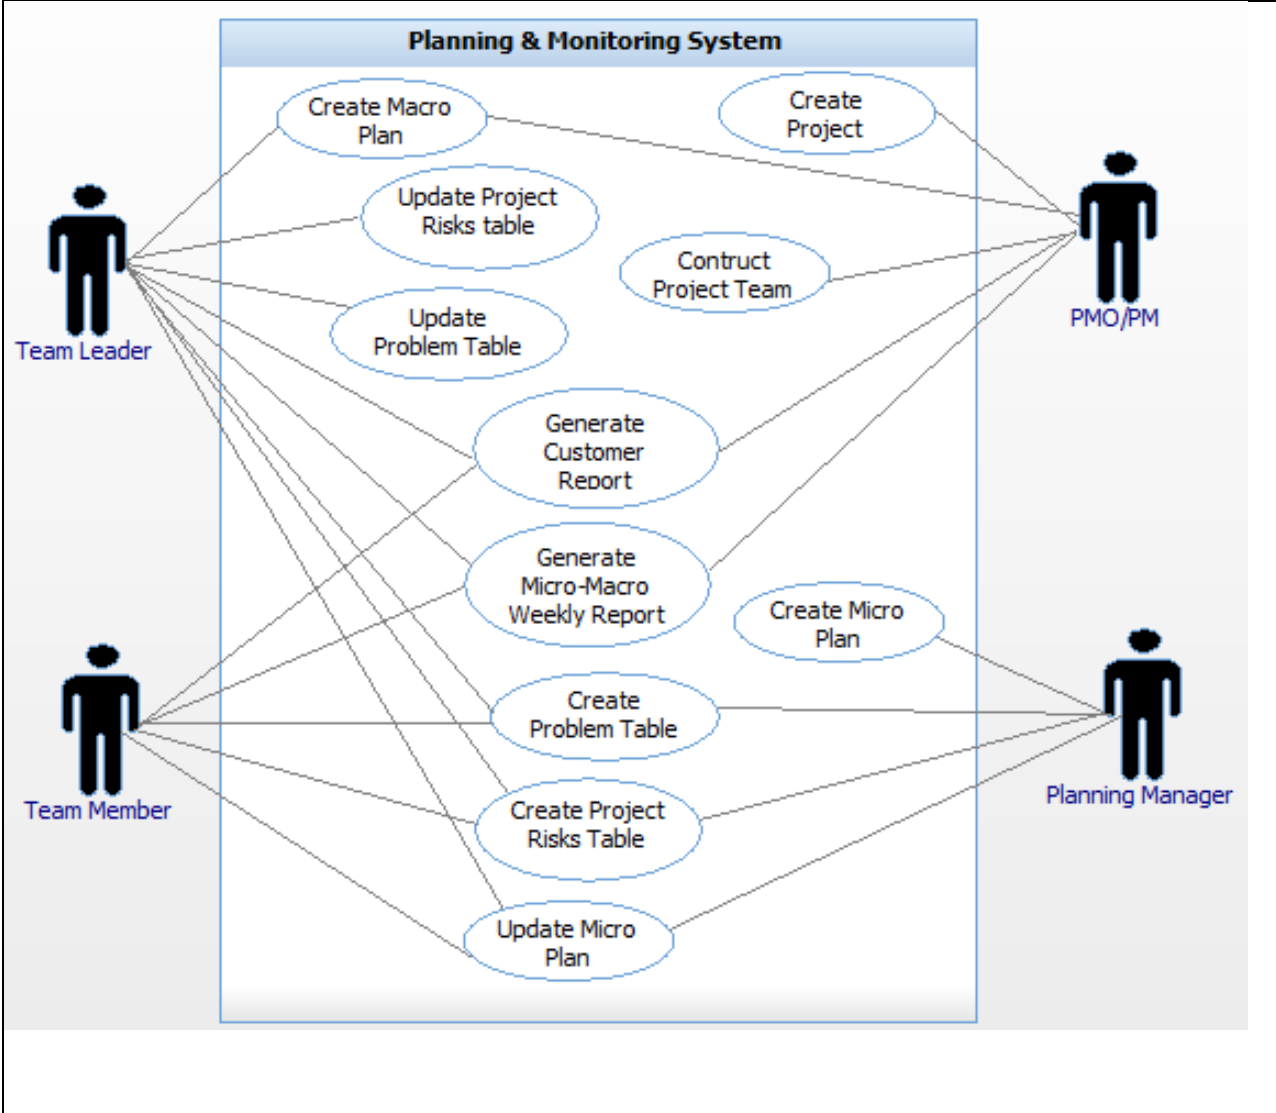 Planning & Monitoring System
Create Macro
Plan
Create
Project
Update Project
Risks table
Contruct
Project Team
Update
Problem Table
Team Leader
PMO/PM
Generate
Customer
Report
Generate
Micro-Macro
Weekly Report
Create Micro
Plan
Create
Problem Table
Create Project
Risks Table
Team Member
Planning Manager
Update Micro
Plan